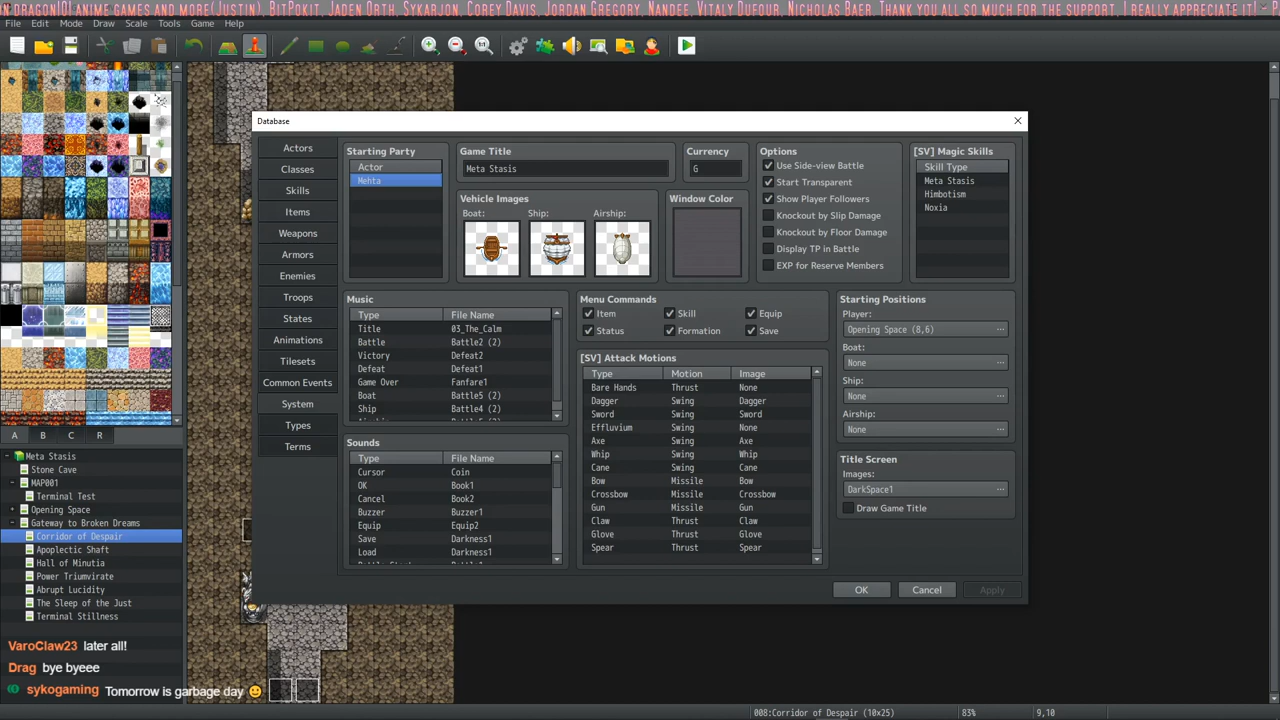 DRAGON[O] ANIME GAMES AND MORE(JUSTIN), BITPOKIT, JADEN ORTH, SYKARJON, COREY DAVIS, JORDAN GREGORY, NANDEE, VITALY DUFOUR, NICHOLAS BAER, THANK YOU ALL SO MUCH FOR THE SUPPORT, I REALLY APPRECIATE IT! - P
File Edit Mode Draw Scale Tools Game Help
Database
Actors
Classes
Skills
Items
Weapons
Armors
Enemies
Troops
States
Animations
Tilesets
Common Events
System
Types
Terms
Starting Party
Actor
Mehta
Game Title
Meta Stasis
Currency
G
Vehicle Images
Boat: Ship: Airship:
Window Color
Options
Use Side-view Battle
Start Transparent
Show Player Followers
Knockout by Slip Damage
Knockout by Floor Damage
Display TP in Battle
EXP for Reserve Members
[SV] Magic Skills
Skill Type
Meta Stasis
Himbotism
Noxia
Music
Type File Name
Title 03_The_Calm
Battle Battle2 (2)
Victory Defeat2
Defeat Defeat1
Game Over Fanfare1
Boat Battle5 (2)
Ship Battle4 (2)
Menu Commands
Item Skill Equip
Status Formation Save
[SV] Attack Motions
Type Motion Image
Bare Hands Thrust None
Dagger Swing Dagger
Sword Swing Sword
Effluvium Swing None
Axe Swing Axe
Whip Swing Whip
Cane Swing Cane
Bow Missile Bow
Crossbow Missile Crossbow
Gun Missile Gun
Claw Thrust Claw
Glove Thrust Glove
Spear Thrust Spear
Starting Positions
Player:
Opening Space (8,6) ...
Boat:
None ...
Ship:
None ...
Airship:
None ...
Title Screen
Images:
DarkSpace1 ...
Draw Game Title
Sounds
Type File Name
Cursor Coin
OK Book1
Cancel Book2
Buzzer Buzzer1
Equip Equip2
Save Darkness1
Load Darkness1
OK Cancel Apply
A B C R
Meta Stasis
Stone Cave
MAP001
Terminal Test
Opening Space
Gateway to Broken Dreams
Corridor of Despair
Apoplectic Shaft
Hall of Minutia
Power Triumvirate
Abrupt Lucidity
The Sleep of the Just
Terminal Stillness
VaroClaw23 later all!
Drag bye byeee
sykogaming Tomorrow is garbage day
008:Corridor of Despair (10x25) 83% 9,10